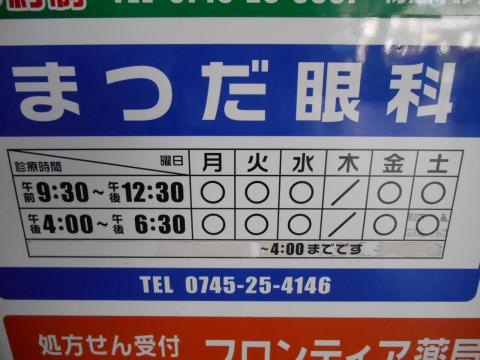 まつだ眼科
診療時間 曜日 月 火 水 木 金 土
午前9:30～午後12:30 ○ ○ ○ ／ ○ ○
午後4:00～午後6:30 ○ ○ ○ ／ ○ ○
~4:00までです
TEL 0745-25-4146
処方せん受付 フロンティア薬局